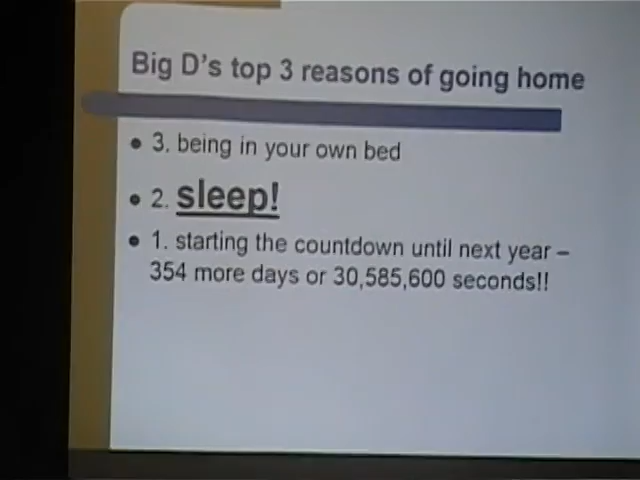 Big D's top 3 reasons of going home
• 3. being in your own bed
• 2. sleep!
• 1. starting the countdown until next year –
354 more days or 30,585,600 seconds!!